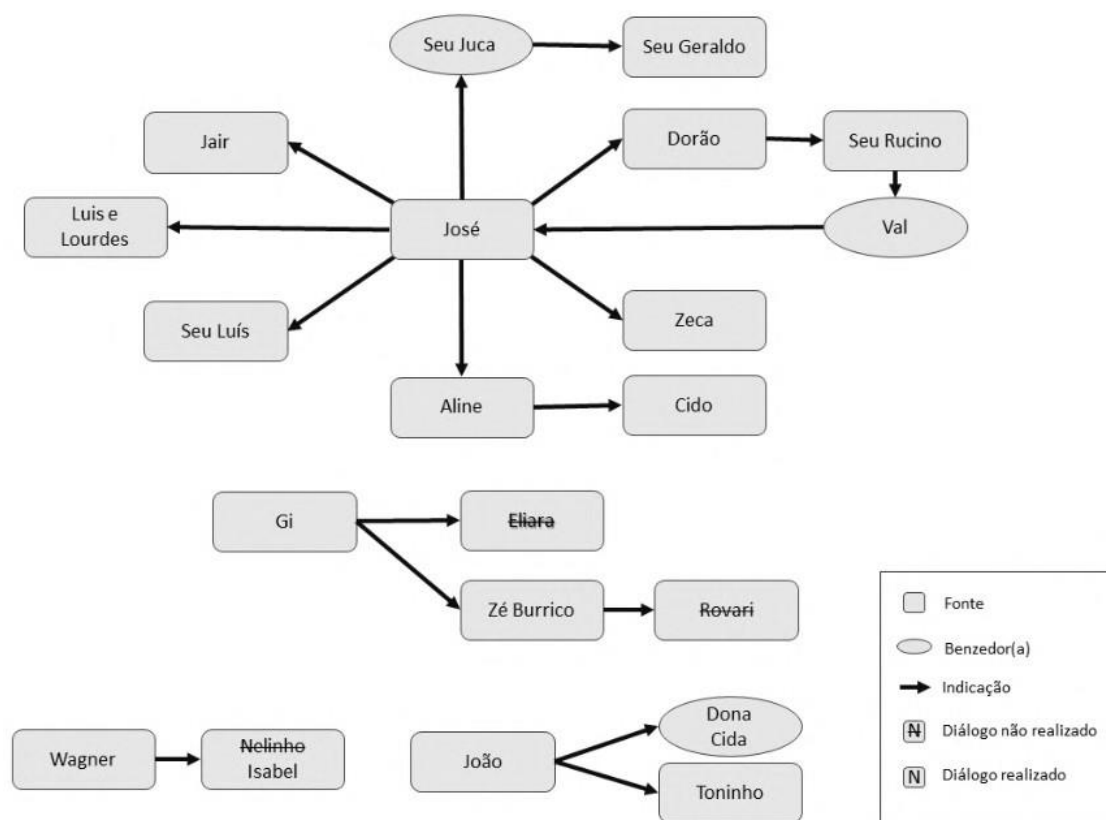 Seu Juca
Seu Geraldo
Jair
Dorão
Seu Rucino
Luis e
Lourdes
José
Val
Seu Luís
Zeca
Aline
Cido
Gi
Eliara
Zé Burrico
Rovari
Wagner
Nelinho
Isabel
João
Dona
Cida
Toninho
Fonte
Benzedor(a)
Indicação
N Diálogo não realizado
N Diálogo realizado